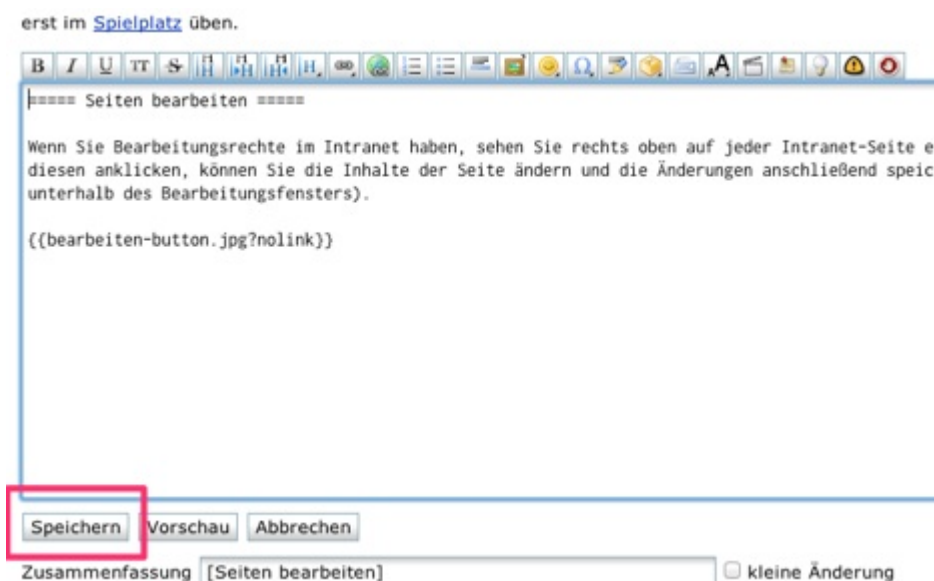 erst im Spielplatz üben.
B I U TT S H H H H Ω AA
===== Seiten bearbeiten =====
Wenn Sie Bearbeitungsrechte im Intranet haben, sehen Sie rechts oben auf jeder Intranet-Seite e
diesen anklicken, können Sie die Inhalte der Seite ändern und die Änderungen anschließend speic
unterhalb des Bearbeitungsfensters).
{{bearbeiten-button.jpg?nolink}}
Speichern Vorschau Abbrechen
Zusammenfassung [Seiten bearbeiten] kleine Änderung